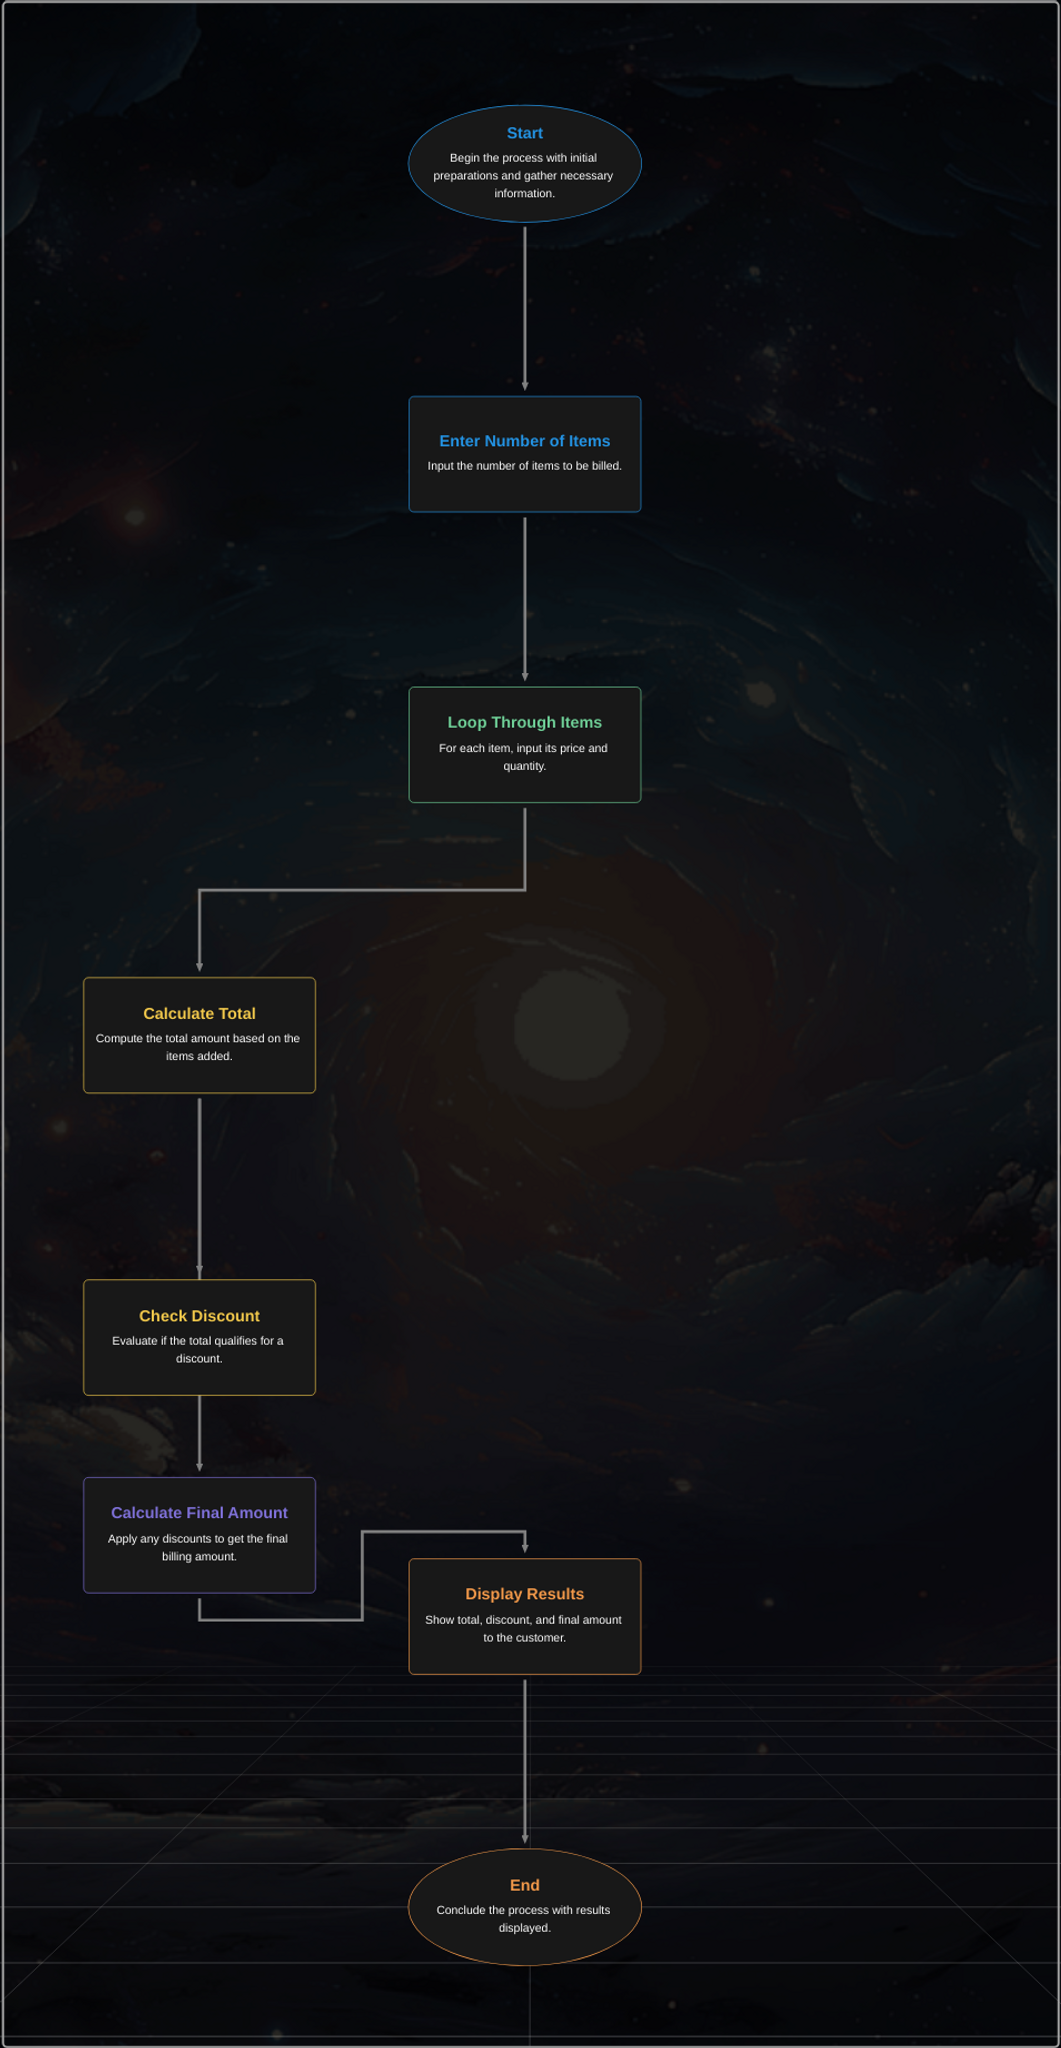 Start
Begin the process with initial
preparations and gather necessary
information.
Enter Number of Items
Input the number of items to be billed.
Loop Through Items
For each item, input its price and
quantity.
Calculate Total
Compute the total amount based on the
items added.
Check Discount
Evaluate if the total qualifies for a
discount.
Calculate Final Amount
Apply any discounts to get the final
billing amount.
Display Results
Show total, discount, and final amount
to the customer.
End
Conclude the process with results
displayed.